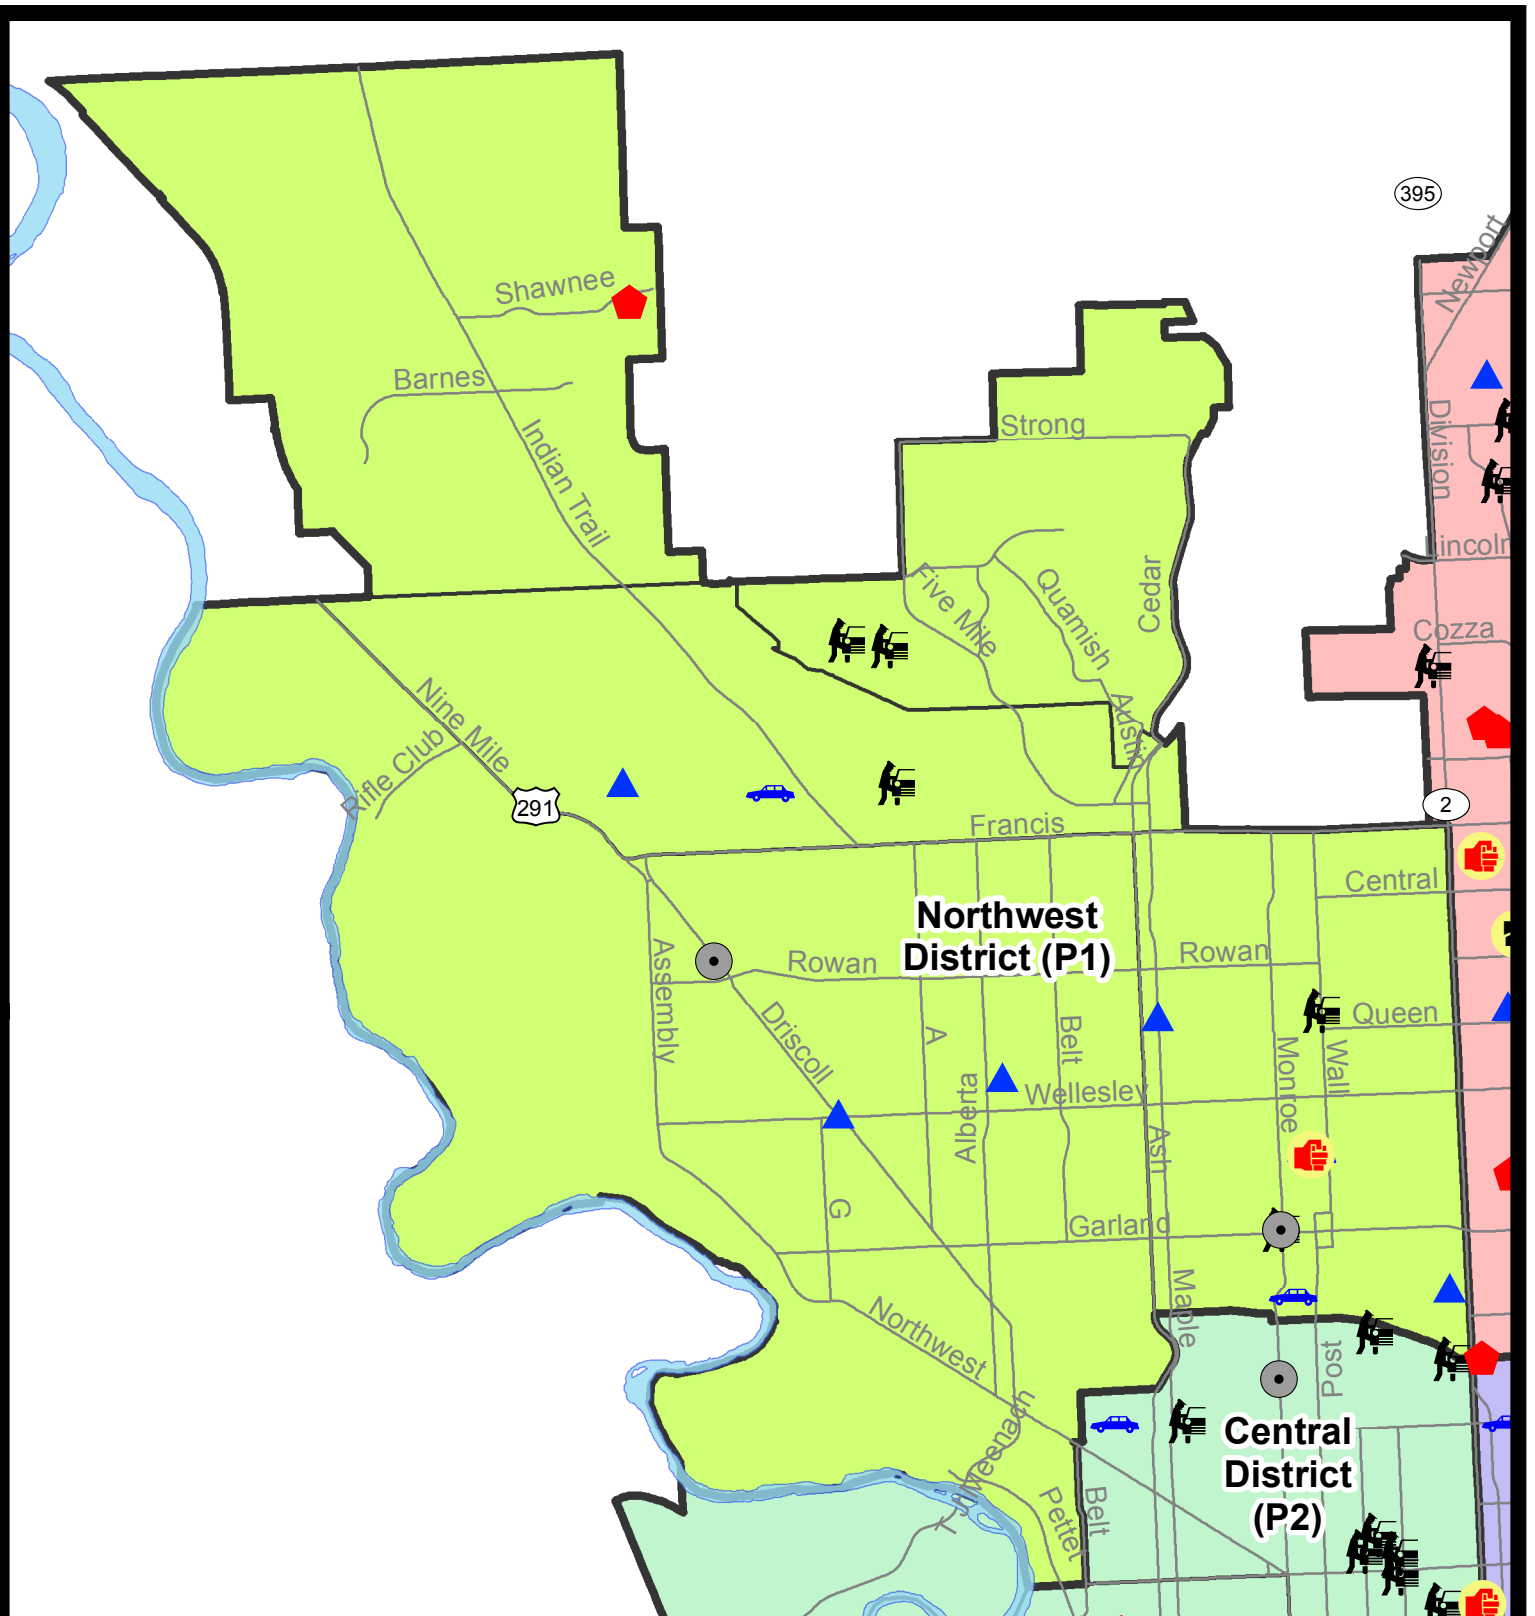 395
Newport
Shawnee
Barnes
Strong
Division
Indian Trail
Lincoln
Cedar
Five Mile
Quamish
Cozza
Nine Mile
Austin
Rifle Club
291
2
Francis
Central
Northwest
District (P1)
Assembly
Rowan
Rowan
Driscoll
A
Belt
Queen
Monroe
Wall
Alberta
Wellesley
Ash
G
Garland
Maple
Northwest
Post
Central
District
(P2)
Pettet
Belt